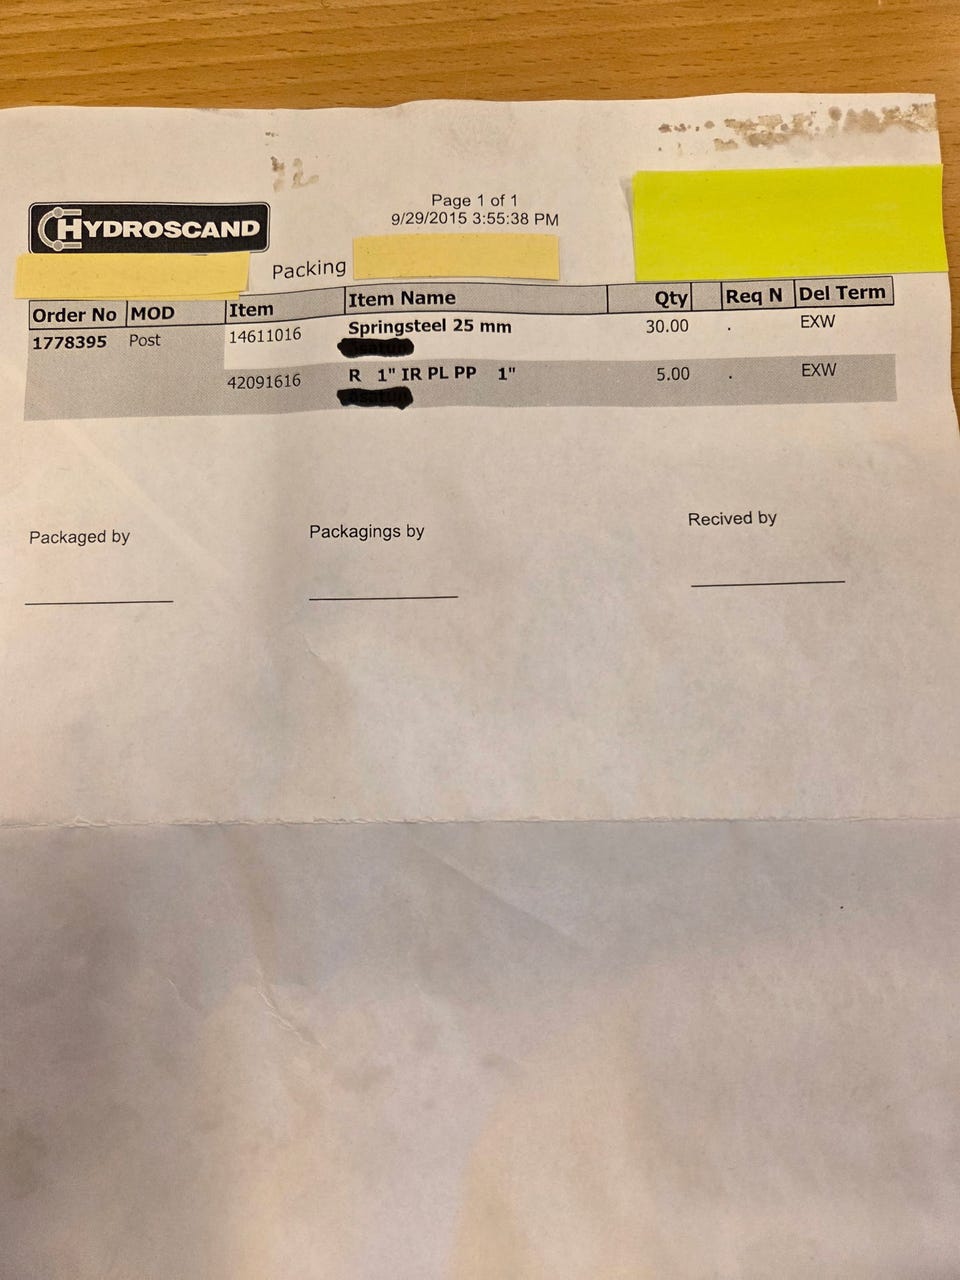 HYDROSCAND
Page 1 of 1
9/29/2015 3:55:38 PM
Packing
Order No MOD Item Item Name Qty Req N Del Term
1778395 Post 14611016 Springsteel 25 mm 30.00 . EXW
42091616 R 1" IR PL PP 1" 5.00 . EXW
Packaged by Packagings by Recived by